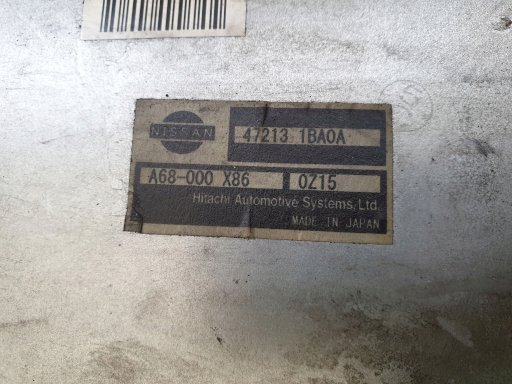 NISSAN
47213 1BA0A
A68-000 X86 0Z15
Hitachi Automotive Systems,Ltd.
MADE IN JAPAN